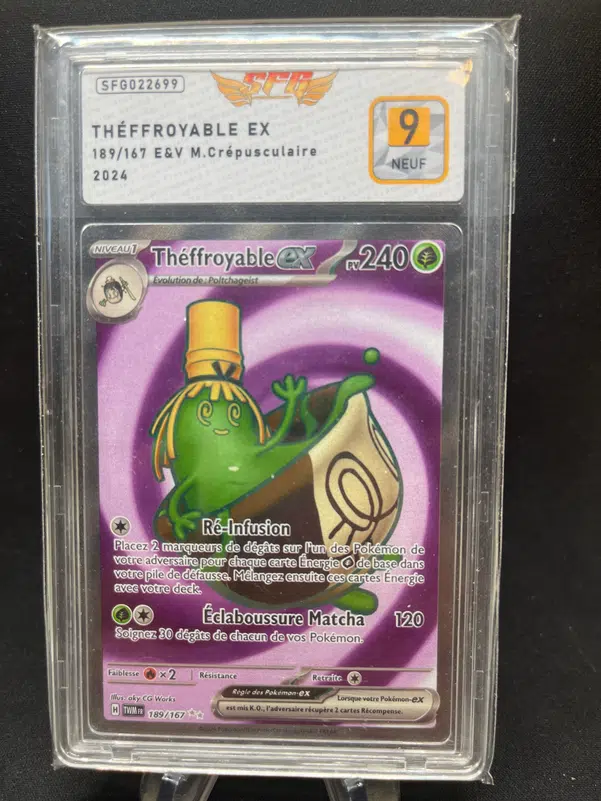 SFG022699
SFG
THÉFFROYABLE EX
189/167 E&V M.Crépusculaire
2024
9
NEUF
NIVEAU 1
Théffroyable ex
PV 240
Evolution de : Poltchageist
Ré-Infusion
Placez 2 marqueurs de dégâts sur l'un des Pokémon de
votre adversaire pour chaque carte Énergie de base dans
votre pile de défausse. Mélangez ensuite ces cartes Énergie
avec votre deck.
Éclaboussure Matcha 120
Soignez 30 dégâts de chacun de vos Pokémon.
Faiblesse ×2 Résistance Retraite
Illus. oky CG Works
Règle des Pokémon-ex
Lorsque votre Pokémon-ex
est mis K.O., l'adversaire récupère 2 cartes Récompense.
H TWM FR 189/167